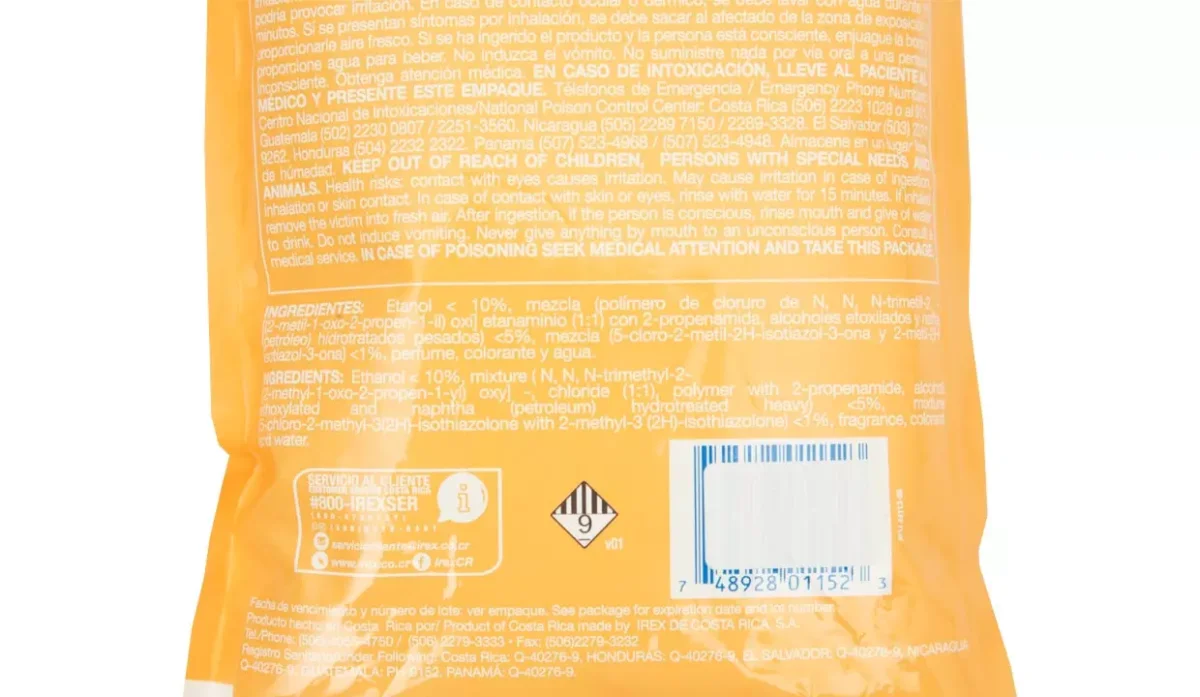 podría provocar irritación. En caso de contacto ocular o dérmico, se debe lavar con agua durante
minutos. Si se presentan síntomas por inhalación, se debe sacar al afectado de la zona de exposición
proporcionarle aire fresco. Si se ha ingerido el producto y la persona está consciente, enjuague la boca
proporcione agua para beber. No induzca el vómito. No suministre nada por vía oral a una persona
inconsciente. Obtenga atención médica. EN CASO DE INTOXICACIÓN, LLEVE AL PACIENTE AL
MÉDICO Y PRESENTE ESTE EMPAQUE. Teléfonos de Emergencia / Emergency Phone Number:
Centro Nacional de Intoxicaciones/National Poison Control Center: Costa Rica (506) 2223 1028 o al 911
Guatemala (502) 2230 0807 / 2251-3560. Nicaragua (505) 2289 7150 / 2289-3328. El Salvador (503)
9262. Honduras (504) 2232 2322. Panamá (507) 523-4968 / (507) 523-4948. Almacene en un lugar
de humedad. KEEP OUT OF REACH OF CHILDREN, PERSONS WITH SPECIAL NEEDS AND
ANIMALS. Health risks: contact with eyes causes irritation. May cause irritation in case of ingestion,
inhalation or skin contact. In case of contact with skin or eyes, rinse with water for 15 minutes. If inhaled
remove the victim into fresh air. After ingestion, if the person is conscious, rinse mouth and give of water
to drink. Do not induce vomiting. Never give anything by mouth to an unconscious person. Consult a
medical service. IN CASE OF POISONING SEEK MEDICAL ATTENTION AND TAKE THIS PACKAGE.
INGREDIENTES: Etanol < 10%, mezcla (polímero de cloruro de N, N, N-trimetil-2-
[(2-metil-1-oxo-2-propen-1-il) oxi] etanaminio (1:1) con 2-propenamida, alcoholes etoxilados y nafta
(petróleo) hidrotratados pesados) <5%, mezcla (5-cloro-2-metil-2H-isotiazol-3-ona y 2-metil-2H-
isotiazol-3-ona) <1%, perfume, colorante y agua.
INGREDIENTS: Ethanol < 10%, mixture ( N, N, N-trimethyl-2-
(2-methyl-1-oxo-2-propen-1-yl) oxy] -, chloride (1:1), polymer with 2-propenamide, alcohol
ethoxylated and naphtha (petroleum) hydrotreated heavy) <5%, mixture
5-chloro-2-methyl-3(2H)-isothiazolone with 2-methyl-3 (2H)-isothiazolone) <1%, fragrance, colorant
and water.
SERVICIO AL CLIENTE
CUSTOMER SERVICE COSTA RICA
#800-IREXSER
servicioalcliente@irex.co.cr
www.irex.co.cr IrexCR
9
v01
7 48928 01152 3
Fecha de vencimiento y número de lote: ver empaque. See package for expiration date and lot number.
Producto hecho en Costa Rica por/ Product of Costa Rica made by IREX DE COSTA RICA, S.A.
Tel./Phone: (506) 4055-4750 / (506) 2279-3333 • Fax: (506)2279-3232
Registro Sanitario/under Following: Costa Rica: Q-40276-9, HONDURAS: Q-40276-9, EL SALVADOR: Q-40276-9, NICARAGUA:
Q-40276-9, GUATEMALA: PH-9152, PANAMÁ: Q-40276-9.